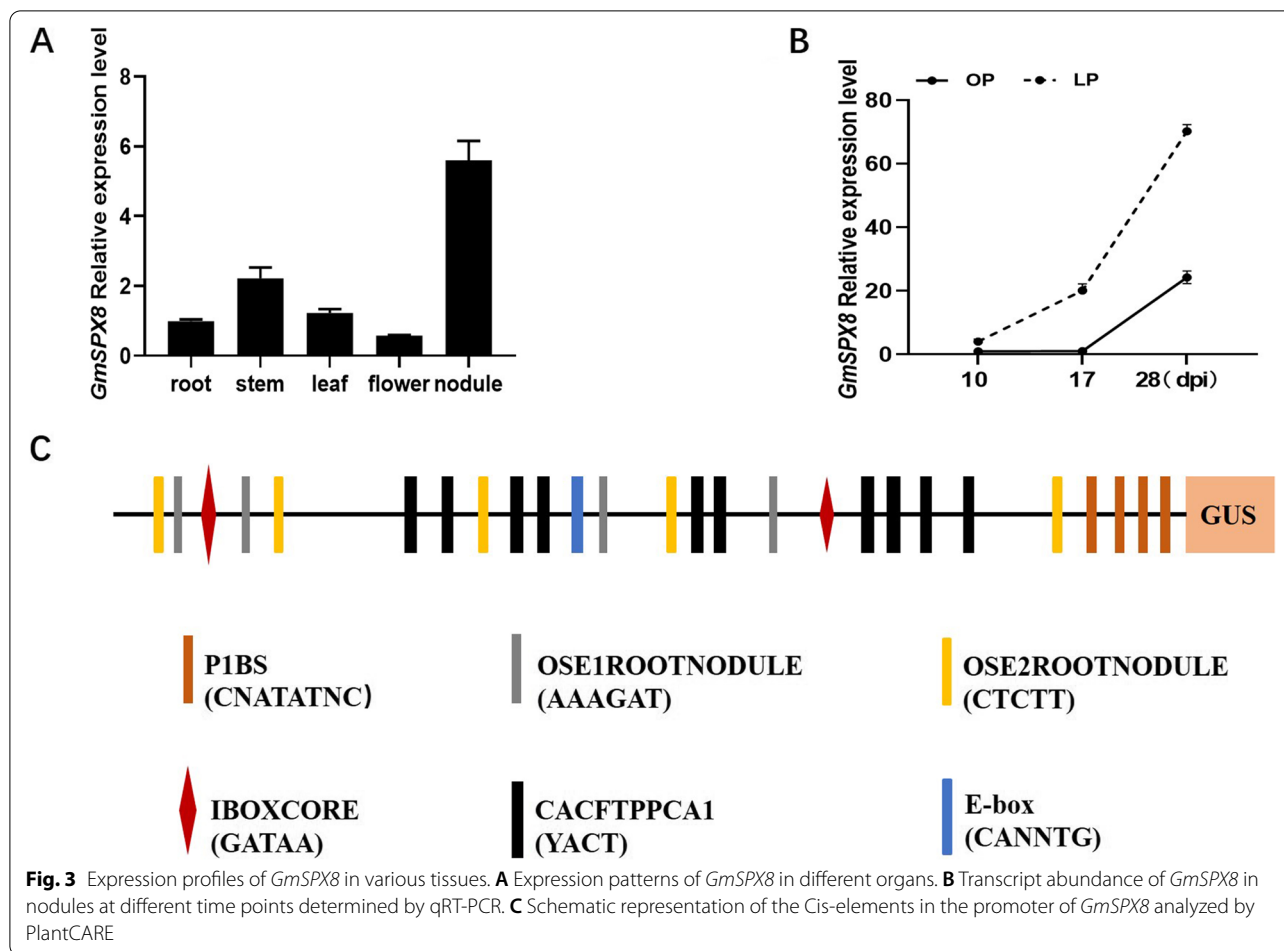 A
GmSPX8 Relative expression level
8
6
4
2
0
root stem leaf flower nodule
B
GmSPX8 Relative expression level
OP LP
80
60
40
20
0
10 17 28( dpi)
C
GUS
P1BS
(CNATATNC)
OSE1ROOTNODULE
(AAAGAT)
OSE2ROOTNODULE
(CTCTT)
IBOXCORE
(GATAA)
CACFTPPCA1
(YACT)
E-box
(CANNTG)
Fig. 3 Expression profiles of GmSPX8 in various tissues. A Expression patterns of GmSPX8 in different organs. B Transcript abundance of GmSPX8 in
nodules at different time points determined by qRT-PCR. C Schematic representation of the Cis-elements in the promoter of GmSPX8 analyzed by
PlantCARE